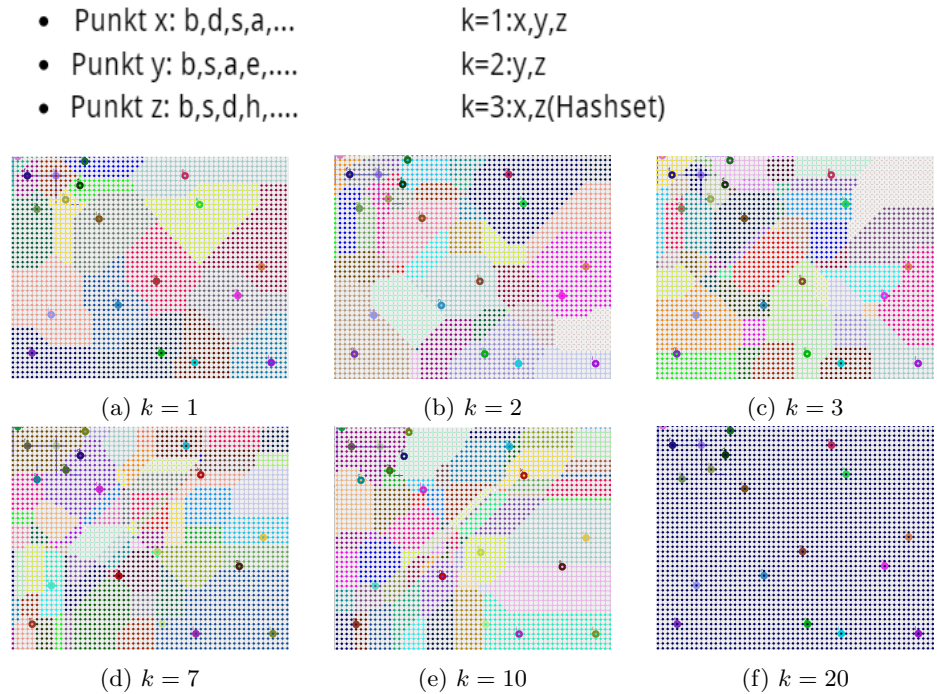 • Punkt x: b,d,s,a,... k=1:x,y,z
• Punkt y: b,s,a,e,.... k=2:y,z
• Punkt z: b,s,d,h,.... k=3:x,z(Hashset)
(a) k = 1 (b) k = 2 (c) k = 3
(d) k = 7 (e) k = 10 (f) k = 20